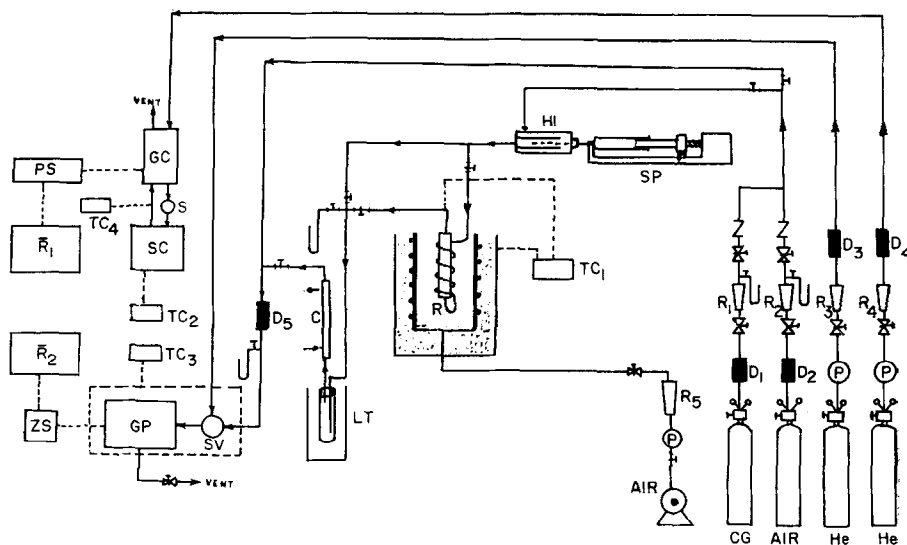 VENT
GC
PS
S
TC4
R̄1
SC
TC2
R̄2
TC3
ZS
GP
SV
VENT
D5
C
LT
HI
SP
R
TC1
R1
R2
R3
R4
D1
D2
D3
D4
P
P
R5
P
AIR
CG
AIR
He
He